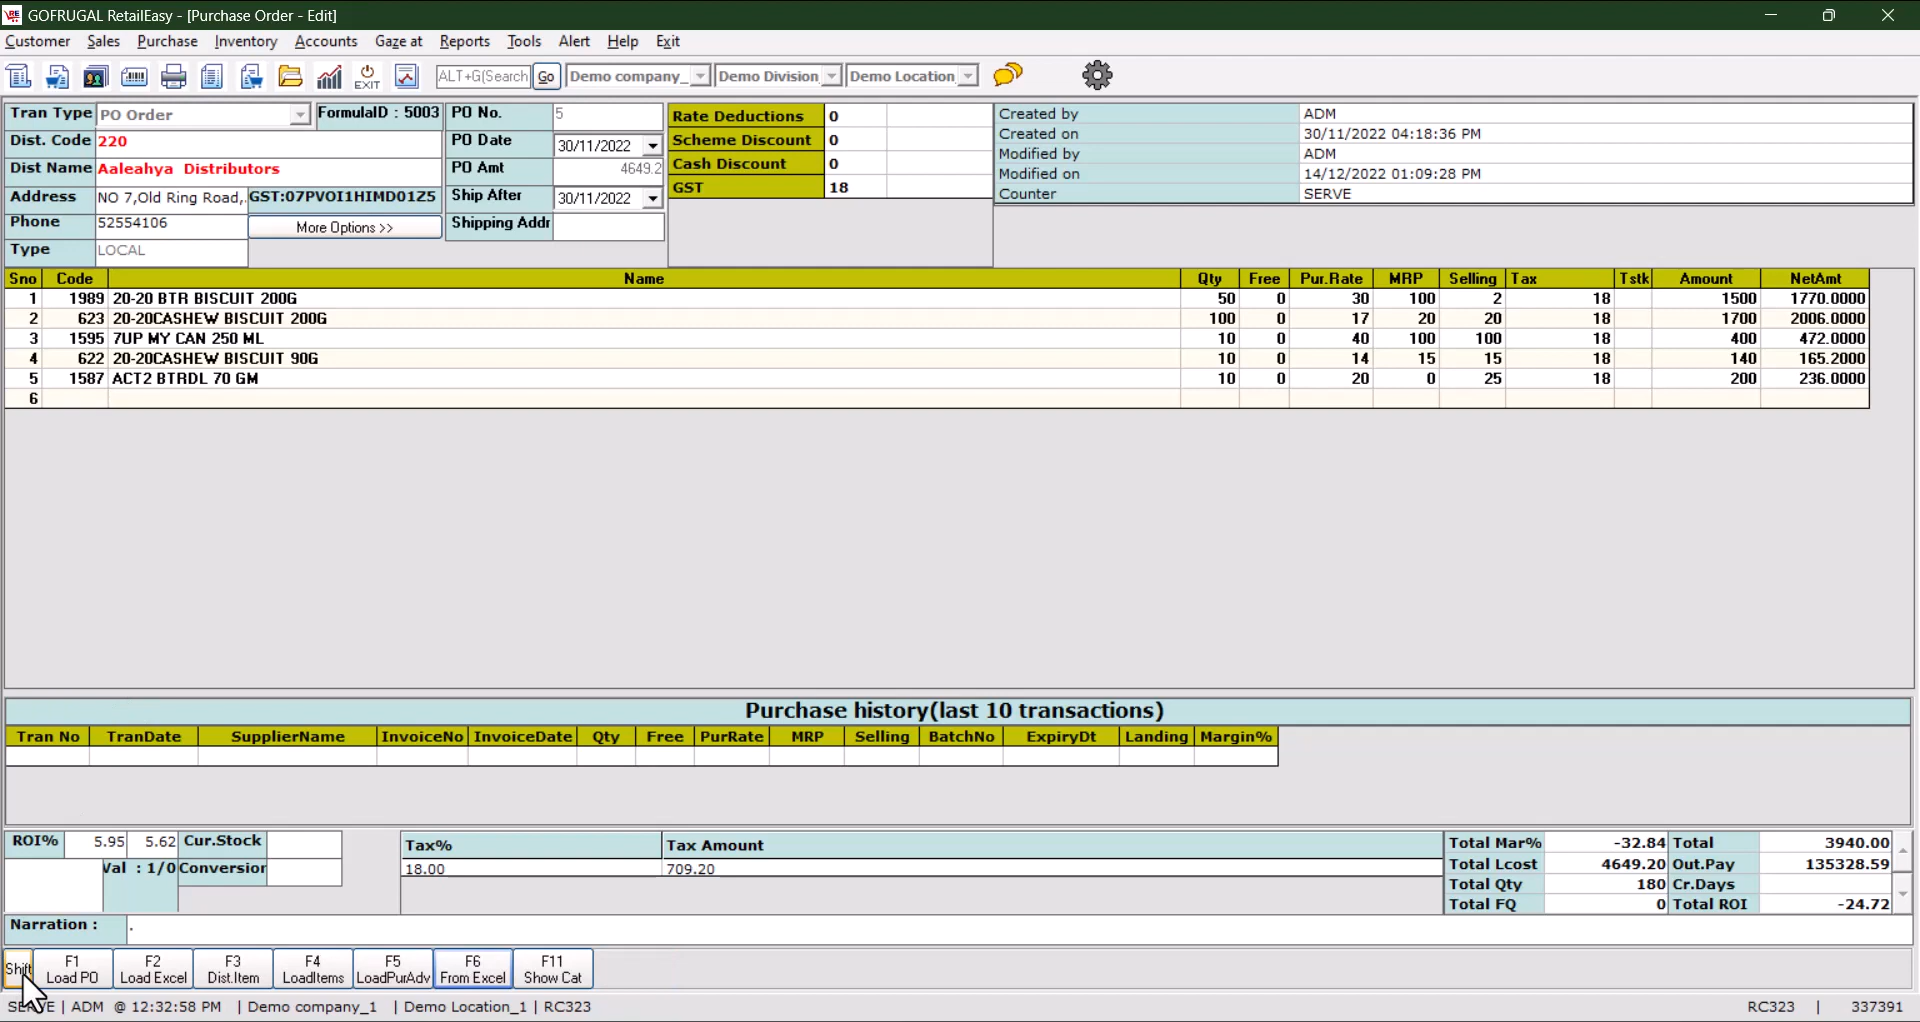 GOFRUGAL RetailEasy - [Purchase Order - Edit]
Customer Sales Purchase Inventory Accounts Gaze at Reports Tools Alert Help Exit
EXIT ALT+G(Search Go Demo company_ Demo Division Demo Location
Tran Type PO Order FormulaID : 5003 PO No. 5 Rate Deductions 0 Created by ADM
Dist. Code 220 PO Date 30/11/2022 Scheme Discount 0 Created on 30/11/2022 04:18:36 PM
Dist Name Aaleahya Distributors PO Amt 4649.2 Cash Discount 0 Modified by ADM
Modified on 14/12/2022 01:09:28 PM
Address NO 7,Old Ring Road,. GST:07PVOI1HIMD01Z5 Ship After 30/11/2022 GST 18 Counter SERVE
Phone 52554106 More Options >> Shipping Addr
Type LOCAL
Sno Code Name Qty Free Pur.Rate MRP Selling Tax Tstk Amount NetAmt
1 1989 20-20 BTR BISCUIT 200G 50 0 30 100 2 18 1500 1770.0000
2 623 20-20CASHEW BISCUIT 200G 100 0 17 20 20 18 1700 2006.0000
3 1595 7UP MY CAN 250 ML 10 0 40 100 100 18 400 472.0000
4 622 20-20CASHEW BISCUIT 90G 10 0 14 15 15 18 140 165.2000
5 1587 ACT2 BTRDL 70 GM 10 0 20 0 25 18 200 236.0000
6
Purchase history(last 10 transactions)
Tran No TranDate SupplierName InvoiceNo InvoiceDate Qty Free PurRate MRP Selling BatchNo ExpiryDt Landing Margin%
ROI% 5.95 5.62 Cur.Stock Tax% Tax Amount Total Mar% -32.84 Total 3940.00
Val : 1/0 Conversior 18.00 709.20 Total Lcost 4649.20 Out.Pay 135328.59
Total Qty 180 Cr.Days
Total FQ 0 Total ROI -24.72
Narration : .
Shift F1 Load PO F2 Load Excel F3 Dist.Item F4 LoadItems F5 LoadPurAdv F6 From Excel F11 Show Cat
SERVE | ADM @ 12:32:58 PM | Demo company_1 | Demo Location_1 | RC323 RC323 | 337391